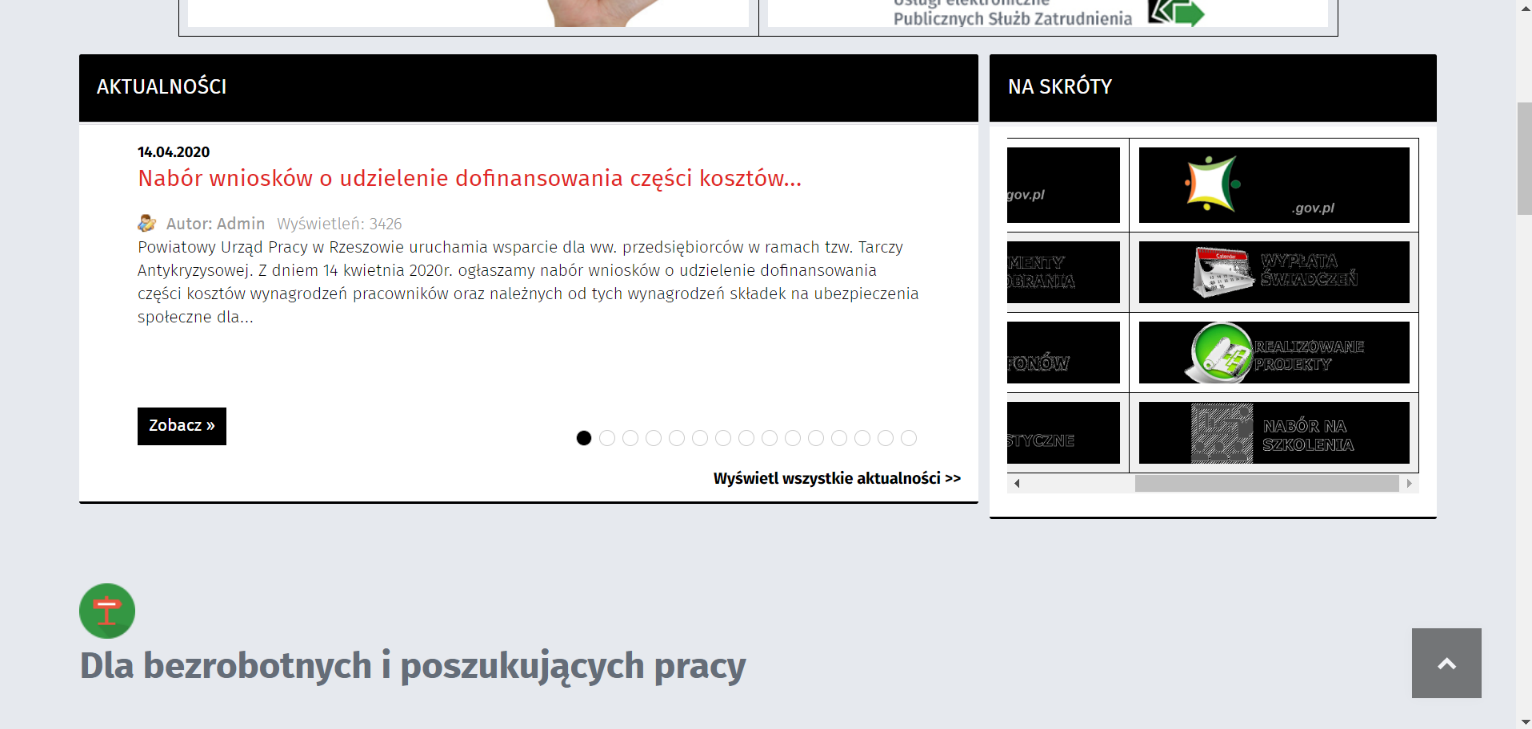 Usługi elektroniczne
Publicznych Służb Zatrudnienia
AKTUALNOŚCI
14.04.2020
Nabór wniosków o udzielenie dofinansowania części kosztów...
Autor: Admin Wyświetleń: 3426
Powiatowy Urząd Pracy w Rzeszowie uruchamia wsparcie dla ww. przedsiębiorców w ramach tzw. Tarczy
Antykryzysowej. Z dniem 14 kwietnia 2020r. ogłaszamy nabór wniosków o udzielenie dofinansowania
części kosztów wynagrodzeń pracowników oraz należnych od tych wynagrodzeń składek na ubezpieczenia
społeczne dla...
Zobacz »
Wyświetl wszystkie aktualności >>
NA SKRÓTY
gov.pl
.gov.pl
MENTY
OBRANIA
WYPŁATA
ŚWIADCZEŃ
FONÓW
REALIZOWANE
PROJEKTY
STYCZNE
NABÓR NA
SZKOLENIA
Dla bezrobotnych i poszukujących pracy